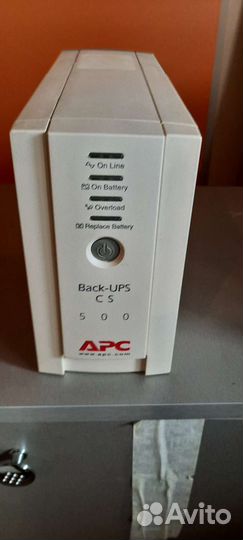 On Line
On Battery
Overload
Replace Battery
Back-UPS
CS
500
APC
www.apc.com
Avito